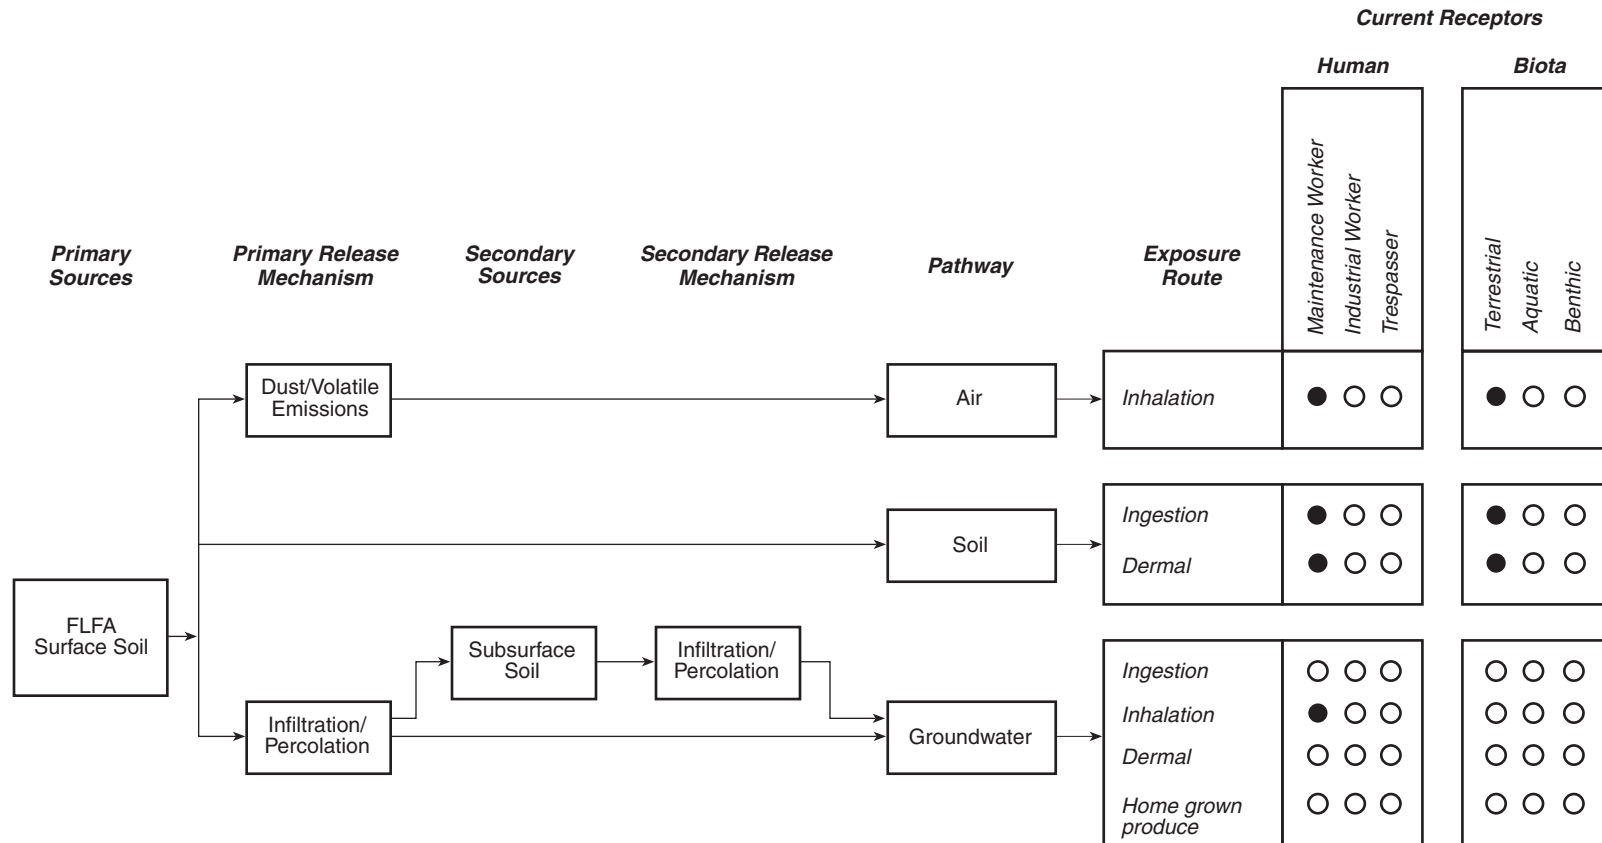 Current Receptors
Human
Biota
Maintenance Worker
Industrial Worker
Trespasser
Terrestrial
Aquatic
Benthic
Primary
Sources
Primary Release
Mechanism
Secondary
Sources
Secondary Release
Mechanism
Pathway
Exposure
Route
Dust/Volatile
Emissions
Air
Inhalation
Soil
Ingestion
Dermal
FLFA
Surface Soil
Subsurface
Soil
Infiltration/
Percolation
Infiltration/
Percolation
Groundwater
Ingestion
Inhalation
Dermal
Home grown
produce